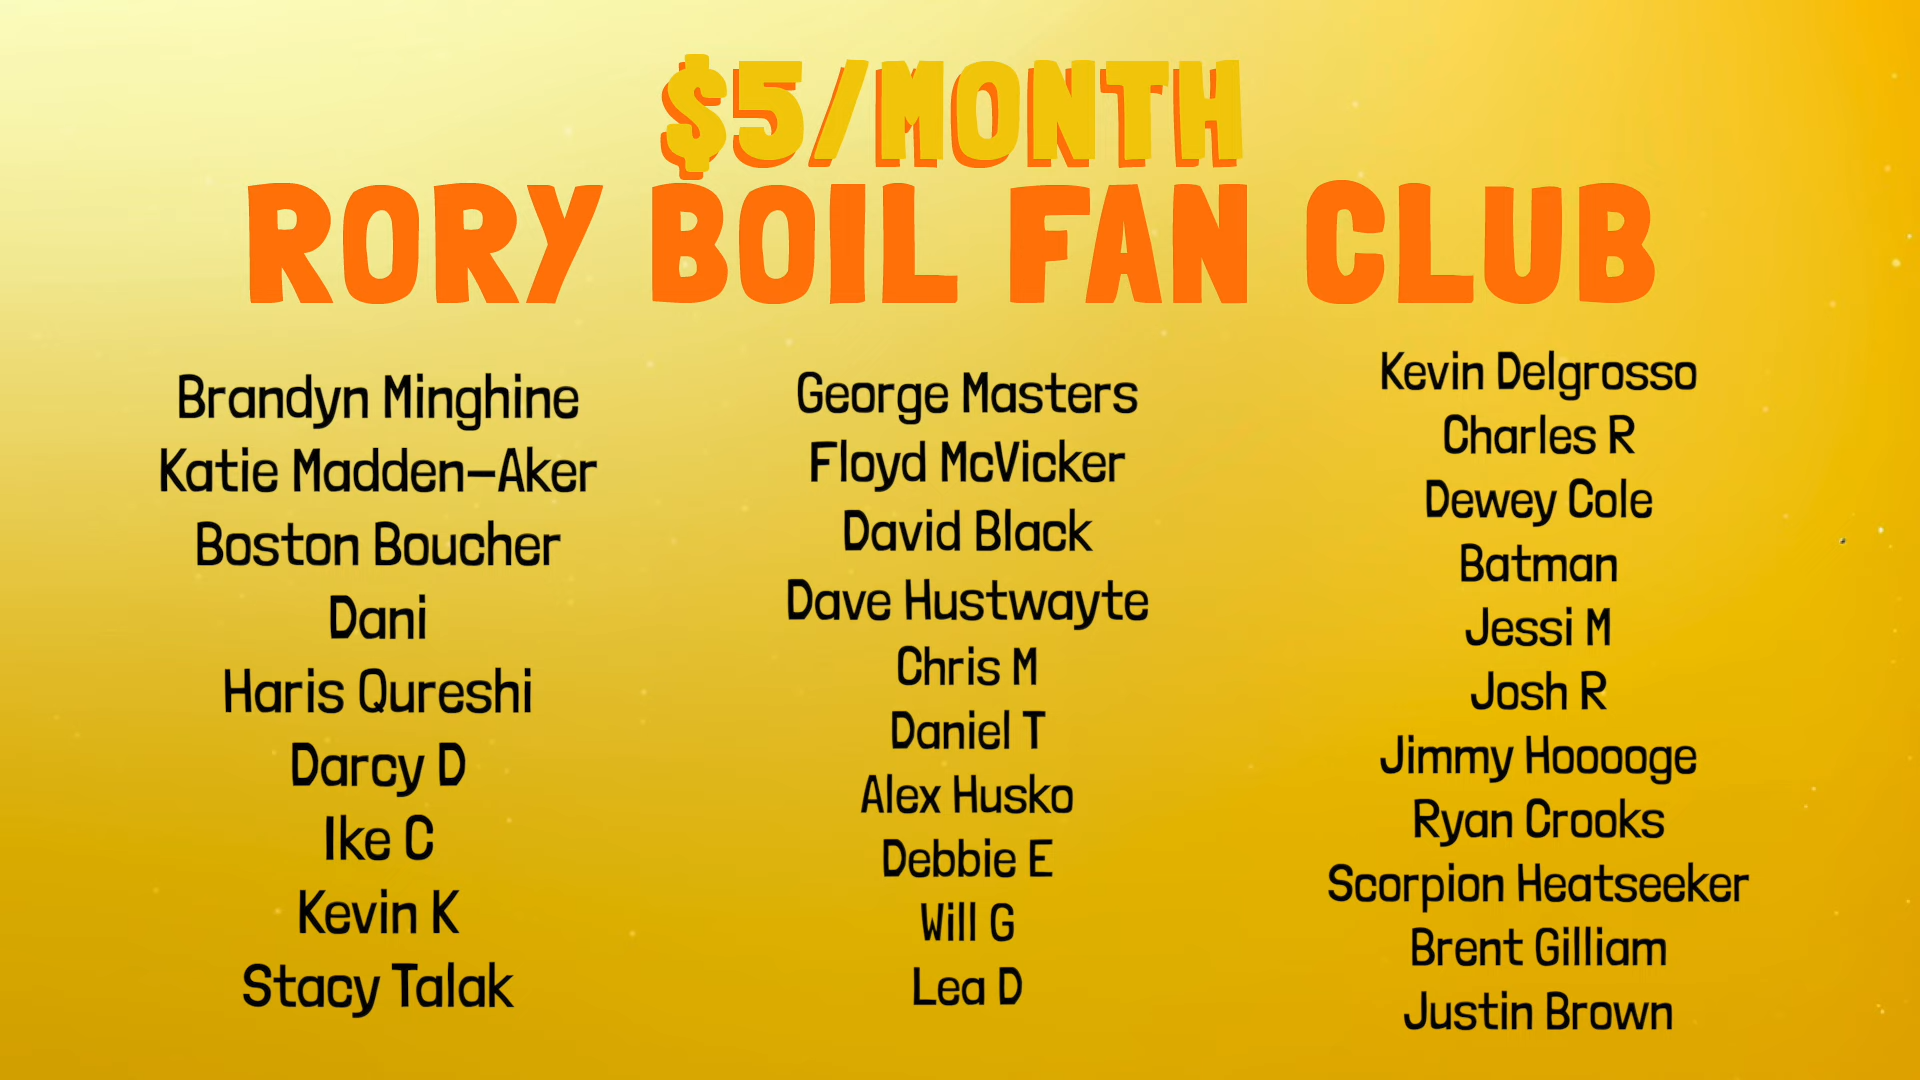 $5/MONTH
RORY BOIL FAN CLUB
Brandyn Minghine
Katie Madden-Aker
Boston Boucher
Dani
Haris Qureshi
Darcy D
Ike C
Kevin K
Stacy Talak
George Masters
Floyd McVicker
David Black
Dave Hustwayte
Chris M
Daniel T
Alex Husko
Debbie E
Will G
Lea D
Kevin Delgrosso
Charles R
Dewey Cole
Batman
Jessi M
Josh R
Jimmy Hooooge
Ryan Crooks
Scorpion Heatseeker
Brent Gilliam
Justin Brown